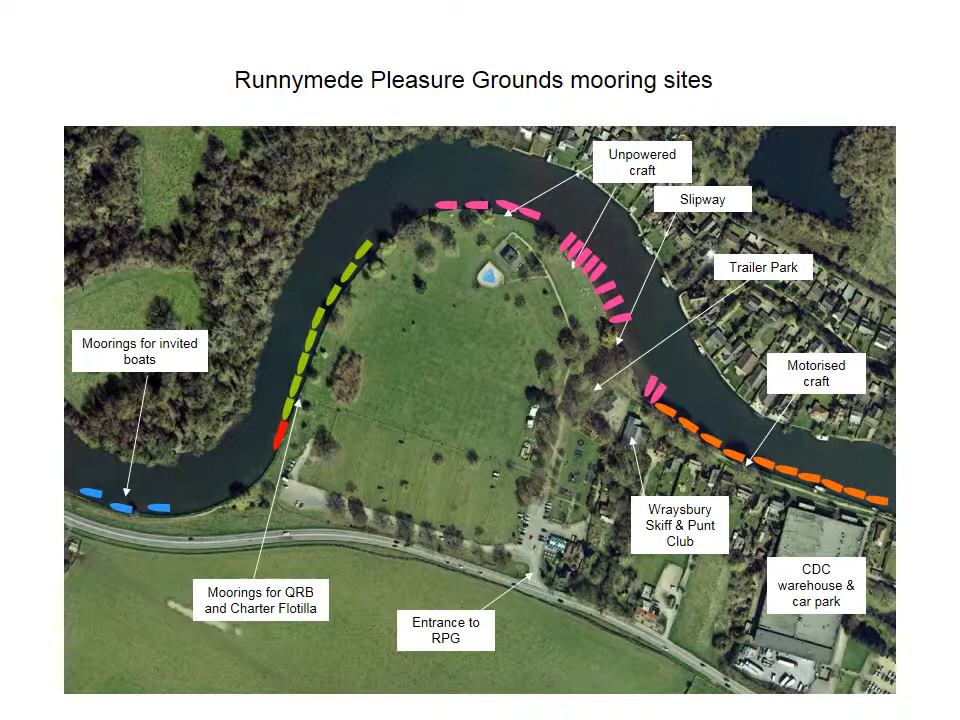 Runnymede Pleasure Grounds mooring sites
Unpowered
craft
Slipway
Trailer Park
Moorings for invited
boats
Motorised
craft
Wraysbury
Skiff & Punt
Club
CDC
warehouse &
car park
Moorings for QRB
and Charter Flotilla
Entrance to
RPG